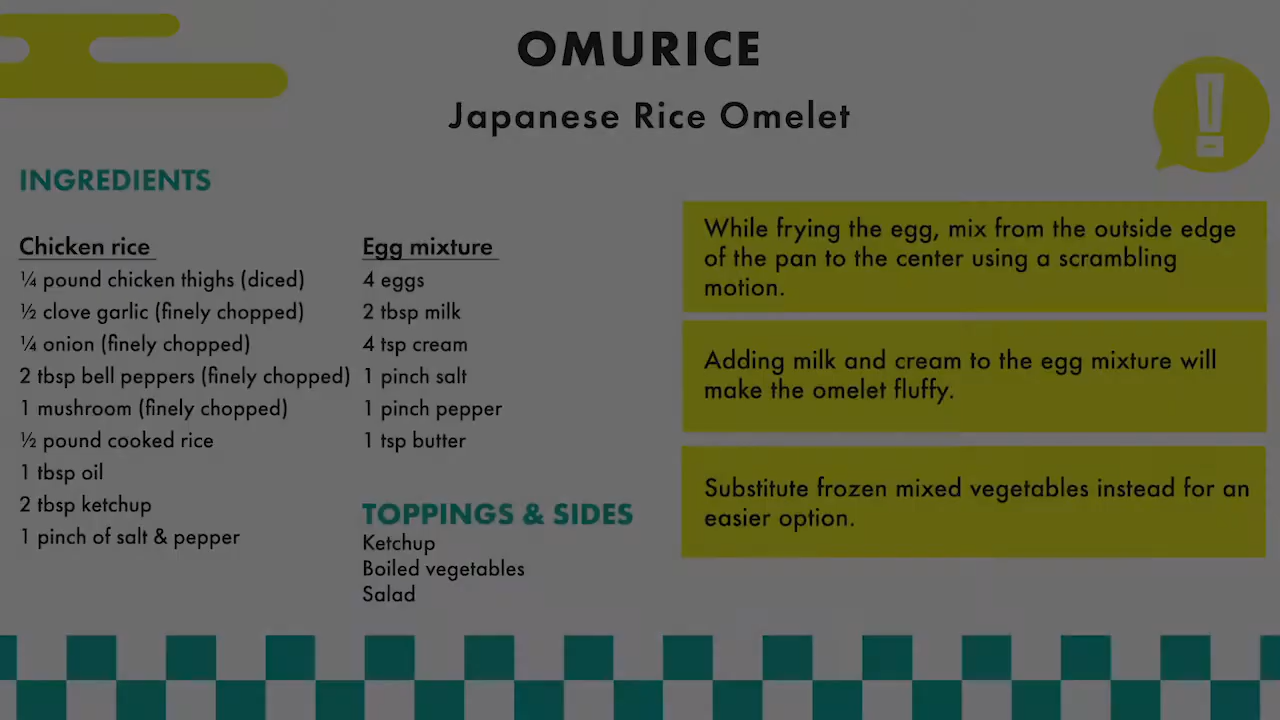 OMURICE
Japanese Rice Omelet
INGREDIENTS
Chicken rice
¼ pound chicken thighs (diced)
½ clove garlic (finely chopped)
¼ onion (finely chopped)
2 tbsp bell peppers (finely chopped)
1 mushroom (finely chopped)
½ pound cooked rice
1 tbsp oil
2 tbsp ketchup
1 pinch of salt & pepper
Egg mixture
4 eggs
2 tbsp milk
4 tsp cream
1 pinch salt
1 pinch pepper
1 tsp butter
TOPPINGS & SIDES
Ketchup
Boiled vegetables
Salad
While frying the egg, mix from the outside edge
of the pan to the center using a scrambling
motion.
Adding milk and cream to the egg mixture will
make the omelet fluffy.
Substitute frozen mixed vegetables instead for an
easier option.